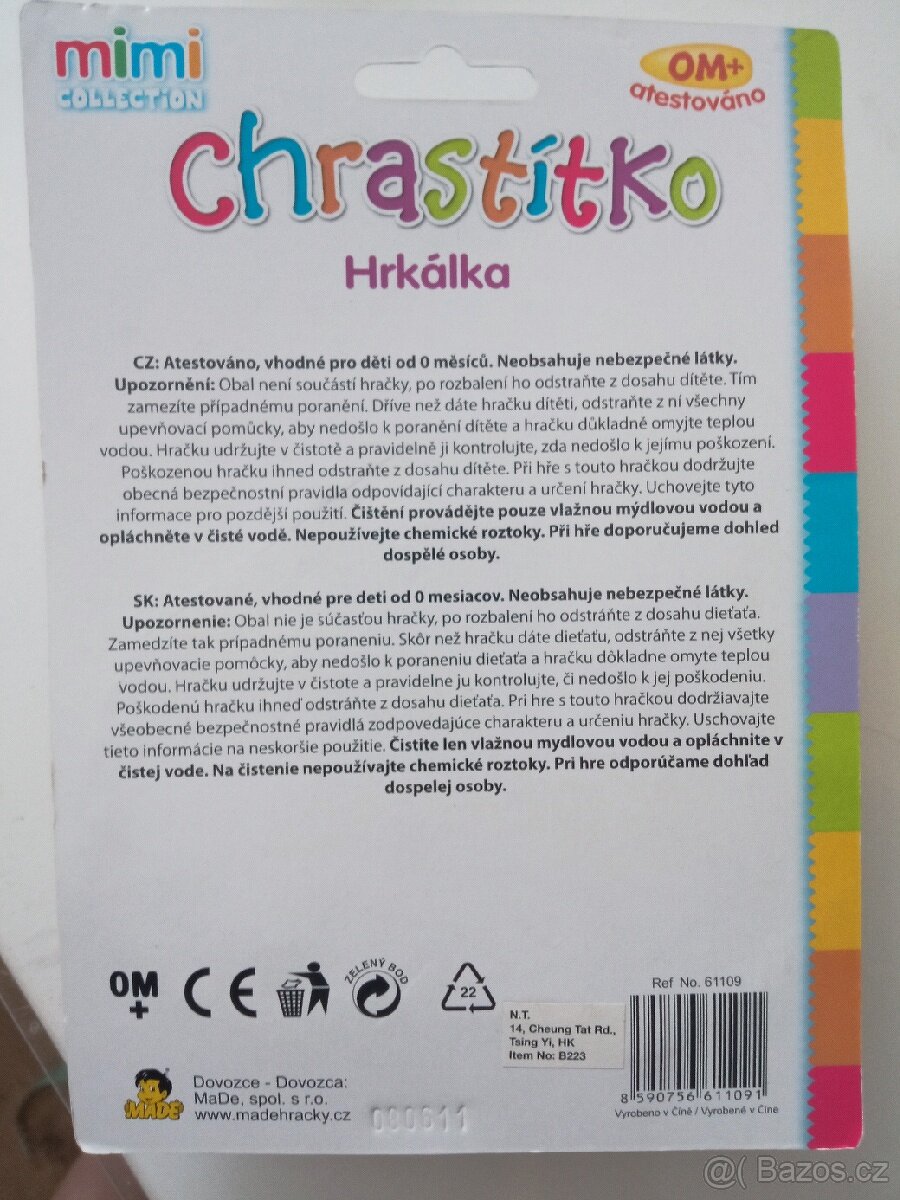 mimi
COLLECTION
0M+
atestováno
Chrastítko
Hrkálka
CZ: Atestováno, vhodné pro děti od 0 měsíců. Neobsahuje nebezpečné látky.
Upozornění: Obal není součástí hračky, po rozbalení ho odstraňte z dosahu dítěte. Tím
zamezíte případnému poranění. Dříve než dáte hračku dítěti, odstraňte z ní všechny
upevňovací pomůcky, aby nedošlo k poranění dítěte a hračku důkladně omyjte teplou
vodou. Hračku udržujte v čistotě a pravidelně ji kontrolujte, zda nedošlo k jejímu poškození.
Poškozenou hračku ihned odstraňte z dosahu dítěte. Při hře s touto hračkou dodržujte
obecná bezpečnostní pravidla odpovídající charakteru a určení hračky. Uchovejte tyto
informace pro pozdější použití. Čištění provádějte pouze vlažnou mýdlovou vodou a
opláchněte v čisté vodě. Nepoužívejte chemické roztoky. Při hře doporučujeme dohled
dospělé osoby.
SK: Atestované, vhodné pre deti od 0 mesiacov. Neobsahuje nebezpečné látky.
Upozornenie: Obal nie je súčasťou hračky, po rozbalení ho odstráňte z dosahu dieťaťa.
Zamedzíte tak prípadnému poraneniu. Skôr než hračku dáte dieťaťu, odstráňte z nej všetky
upevňovacie pomôcky, aby nedošlo k poraneniu dieťaťa a hračku dôkladne omyte teplou
vodou. Hračku udržujte v čistote a pravidelne ju kontrolujte, či nedošlo k jej poškodeniu.
Poškodenú hračku ihneď odstráňte z dosahu dieťaťa. Pri hre s touto hračkou dodržiavajte
všeobecné bezpečnostné pravidlá zodpovedajúce charakteru a určeniu hračky. Uschovajte
tieto informácie na neskoršie použitie. Čistite len vlažnou mydlovou vodou a opláchnite v
čistej vode. Na čistenie nepoužívajte chemické roztoky. Pri hre odporúčame dohľad
dospelej osoby.
0M
+
CE
ZELENÝ BOD
22
Ref No. 61109
N.T.
14, Cheung Tat Rd.,
Tsing Yi, HK
Item No: B223
8 590756 611091
Vyrobeno v Číně / Vyrobené v Číne
MADE
Dovozce - Dovozca:
MaDe, spol. s r.o.
www.madehracky.cz
000611
@( Bazos.cz